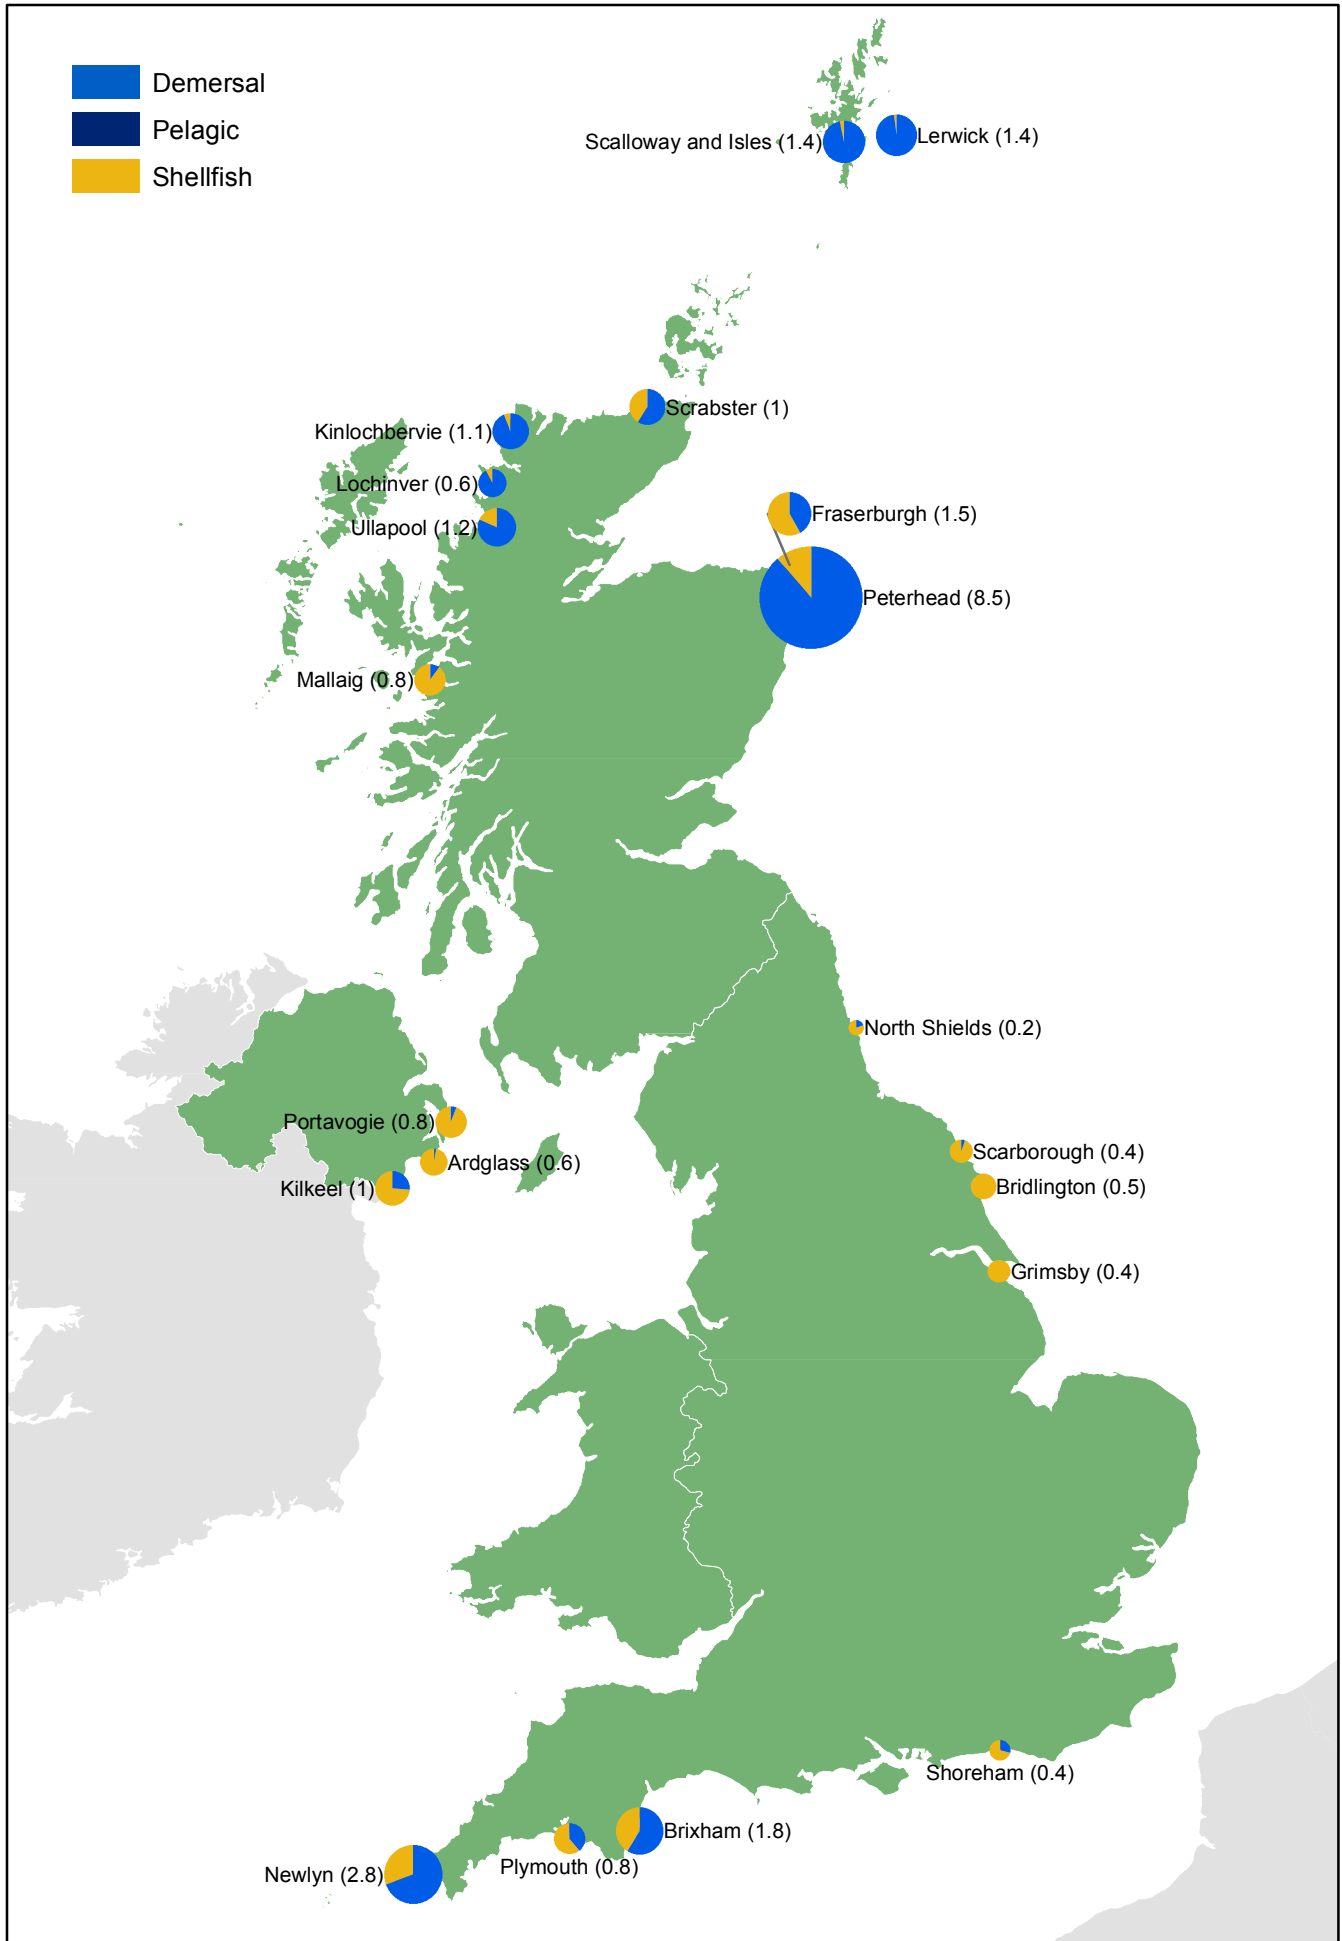 Demersal
Pelagic
Shellfish
Scalloway and Isles (1.4)
Lerwick (1.4)
Scrabster (1)
Kinlochbervie (1.1)
Lochinver (0.6)
Fraserburgh (1.5)
Ullapool (1.2)
Peterhead (8.5)
Mallaig (0.8)
North Shields (0.2)
Portavogie (0.8)
Scarborough (0.4)
Ardglass (0.6)
Kilkeel (1)
Bridlington (0.5)
Grimsby (0.4)
Shoreham (0.4)
Brixham (1.8)
Plymouth (0.8)
Newlyn (2.8)